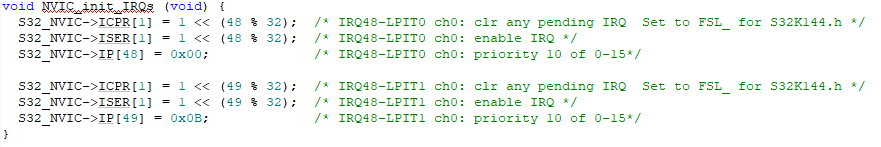 void NVIC_init_IRQs (void) {
S32_NVIC->ICPR[1] = 1 << (48 % 32); /* IRQ48-LPIT0 ch0: clr any pending IRQ Set to FSL_ for S32K144.h */
S32_NVIC->ISER[1] = 1 << (48 % 32); /* IRQ48-LPIT0 ch0: enable IRQ */
S32_NVIC->IP[48] = 0x00; /* IRQ48-LPIT0 ch0: priority 10 of 0-15*/
S32_NVIC->ICPR[1] = 1 << (49 % 32); /* IRQ48-LPIT1 ch0: clr any pending IRQ Set to FSL_ for S32K144.h */
S32_NVIC->ISER[1] = 1 << (49 % 32); /* IRQ48-LPIT1 ch0: enable IRQ */
S32_NVIC->IP[49] = 0x0B; /* IRQ48-LPIT1 ch0: priority 10 of 0-15*/
}